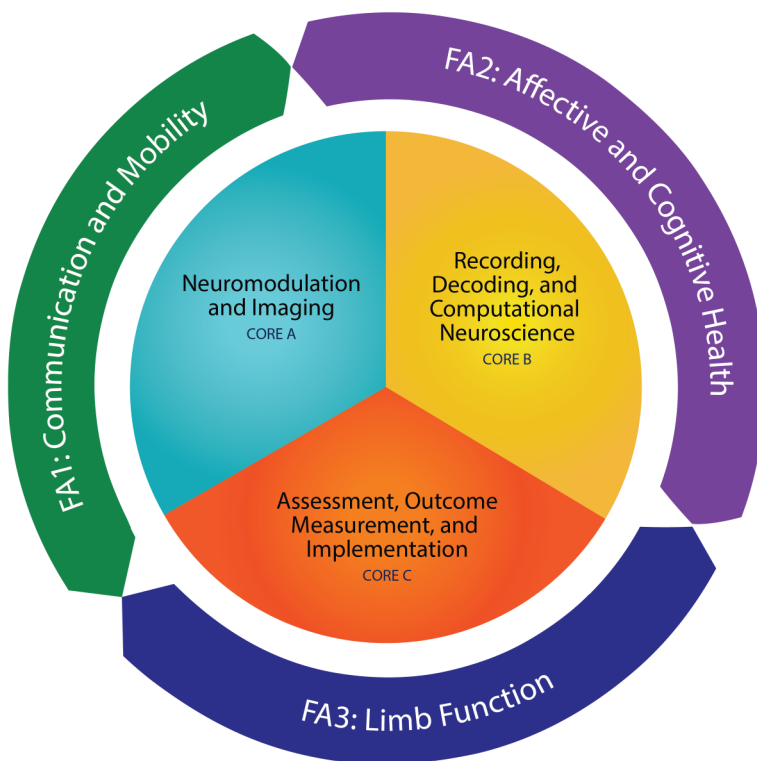 FA1: Communication and Mobility
FA2: Affective and Cognitive Health
Neuromodulation
and Imaging
CORE A
Recording,
Decoding, and
Computational
Neuroscience
CORE B
Assessment, Outcome
Measurement, and
Implementation
CORE C
FA3: Limb Function